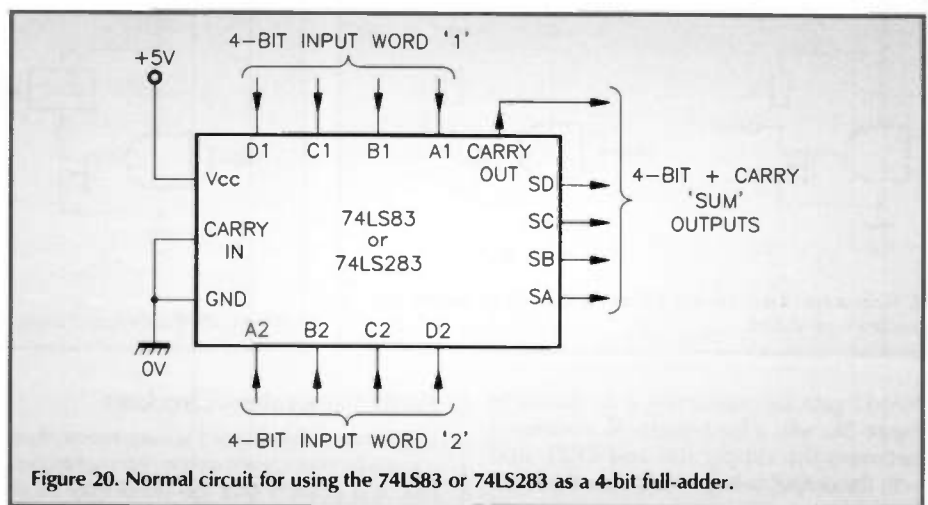 4-BIT INPUT WORD '1'
+5V
D1 C1 B1 A1 CARRY OUT
Vcc
SD
4-BIT + CARRY
'SUM'
OUTPUTS
CARRY
IN
74LS83
or
74LS283
SC
SB
GND
SA
A2 B2 C2 D2
0V
4-BIT INPUT WORD '2'
Figure 20. Normal circuit for using the 74LS83 or 74LS283 as a 4-bit full-adder.